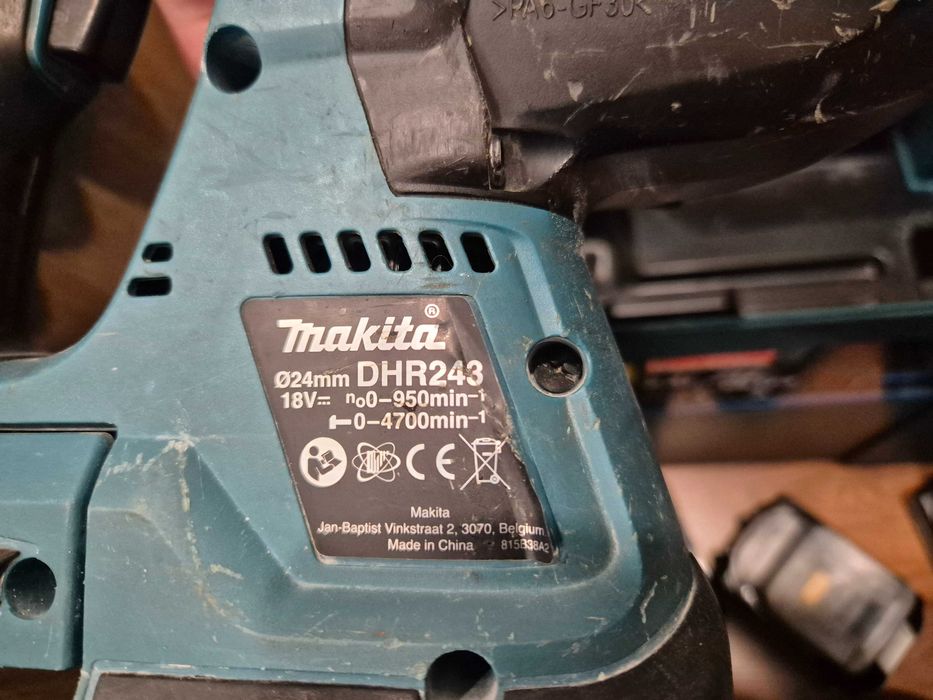 >PA6-GF30<
makita®
Ø24mm DHR243
18V⎓ n₀0–950min⁻¹
0–4700min⁻¹
CE
Makita
Jan-Baptist Vinkstraat 2, 3070, Belgium
Made in China 815B38A2